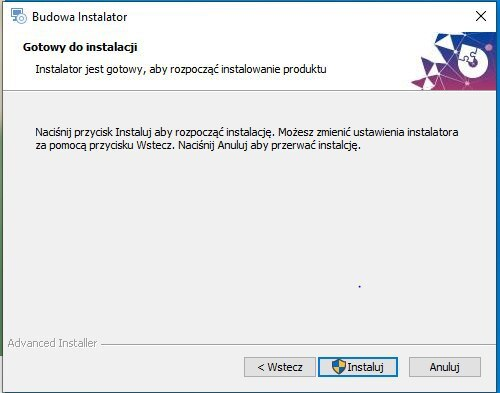 Budowa Instalator
Gotowy do instalacji
Instalator jest gotowy, aby rozpocząć instalowanie produktu
Naciśnij przycisk Instaluj aby rozpocząć instalację. Możesz zmienić ustawienia instalatora
za pomocą przycisku Wstecz. Naciśnij Anuluj aby przerwać instalcję.
Advanced Installer
< Wstecz
Instaluj
Anuluj